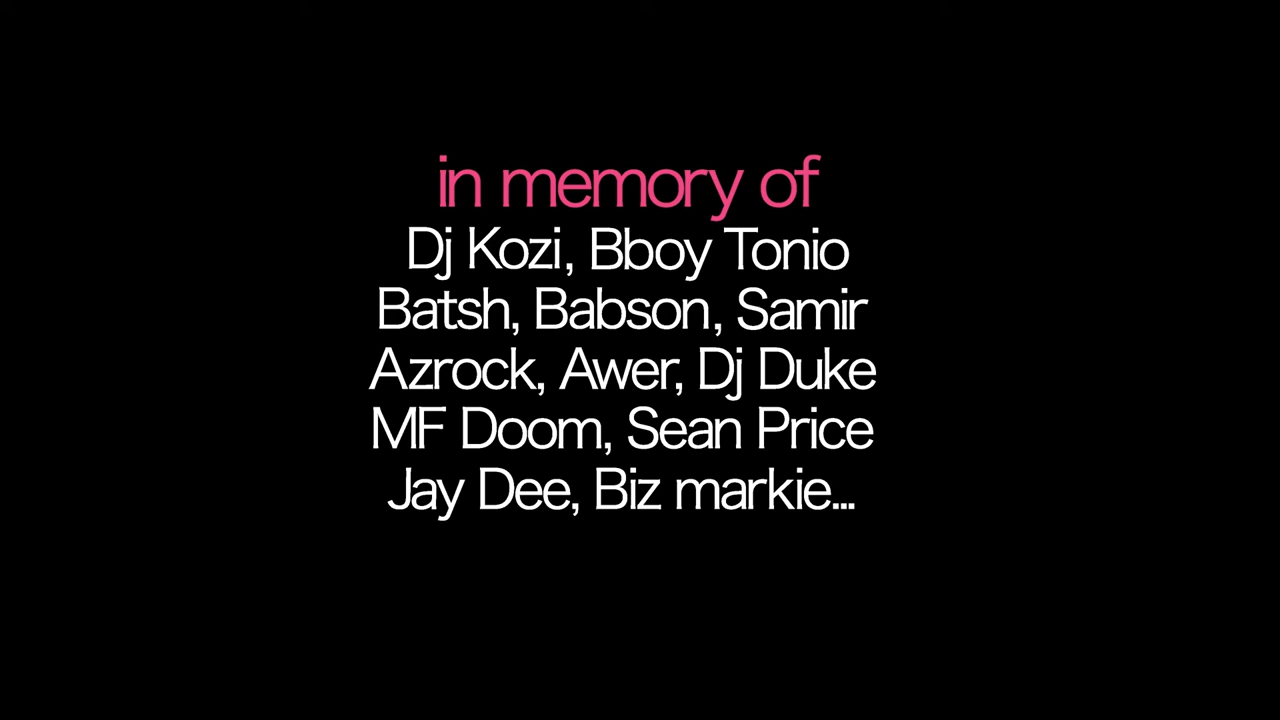 in memory of
Dj Kozi, Bboy Tonio
Batsh, Babson, Samir
Azrock, Awer, Dj Duke
MF Doom, Sean Price
Jay Dee, Biz markie...